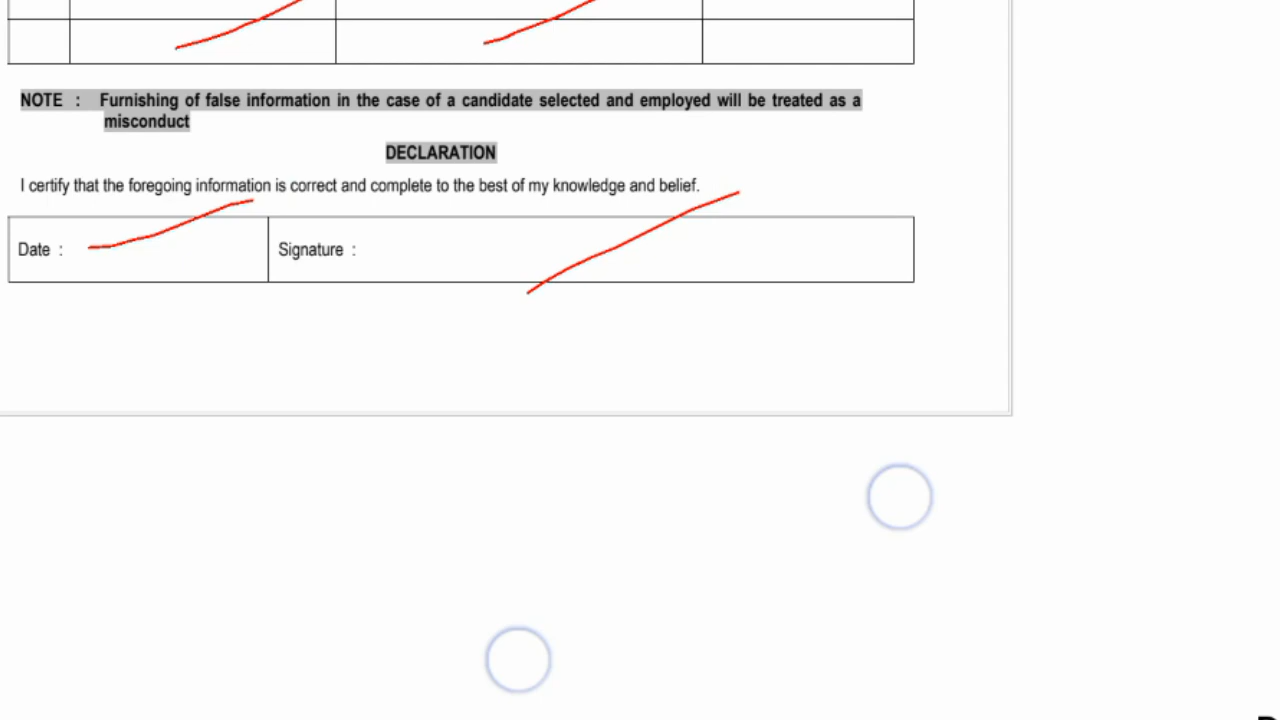 NOTE : Furnishing of false information in the case of a candidate selected and employed will be treated as a
misconduct
DECLARATION
I certify that the foregoing information is correct and complete to the best of my knowledge and belief.
Date : Signature :